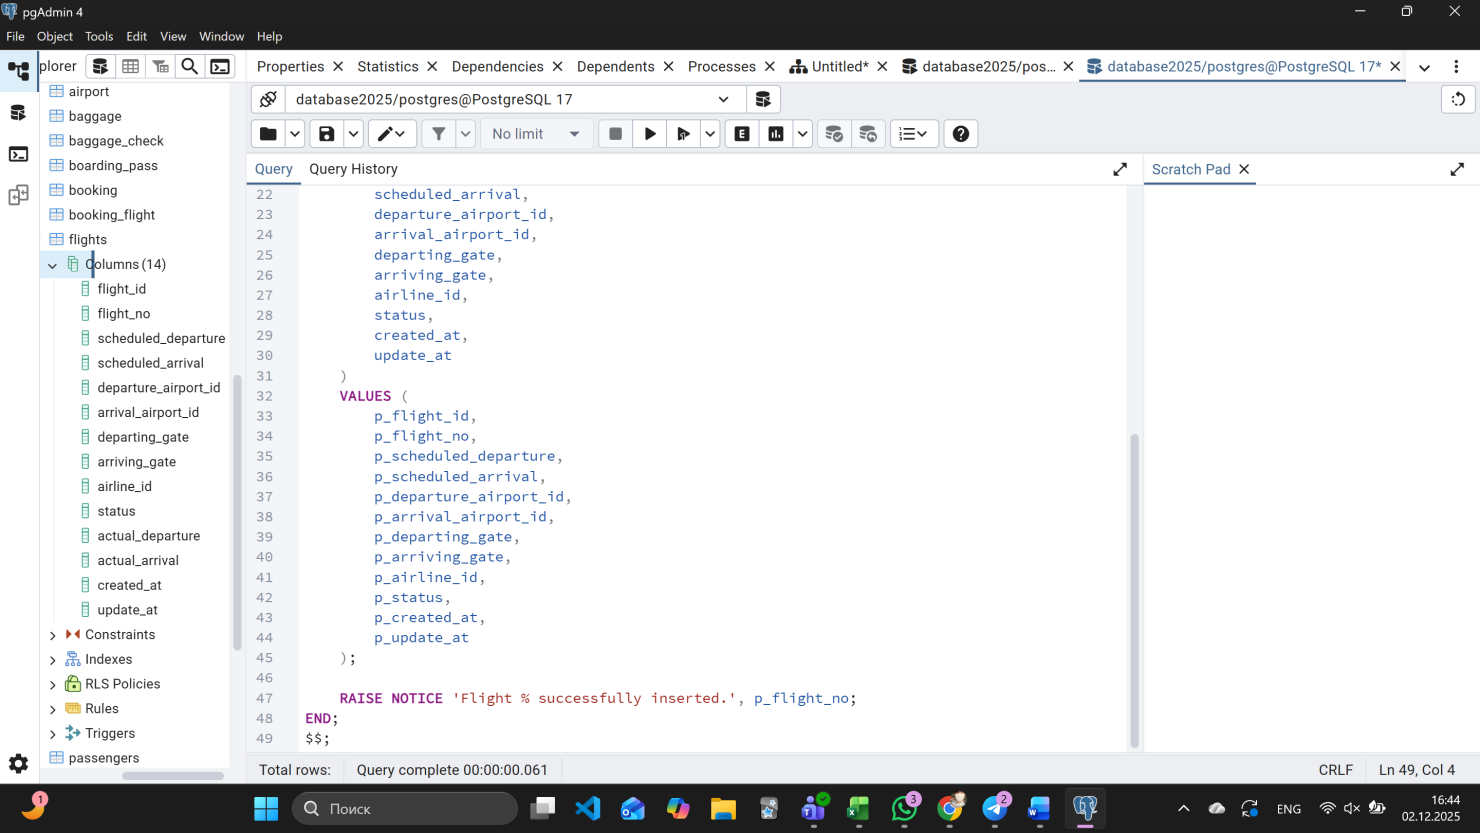 pgAdmin 4
File Object Tools Edit View Window Help
plorer
Properties Statistics Dependencies Dependents Processes Untitled* database2025/pos... database2025/postgres@PostgreSQL 17*
database2025/postgres@PostgreSQL 17
No limit
E
Query Query History
Scratch Pad
airport
baggage
baggage_check
boarding_pass
booking
booking_flight
flights
Columns (14)
flight_id
flight_no
scheduled_departure
scheduled_arrival
departure_airport_id
arrival_airport_id
departing_gate
arriving_gate
airline_id
status
actual_departure
actual_arrival
created_at
update_at
Constraints
Indexes
RLS Policies
Rules
Triggers
passengers
22 scheduled_arrival,
23 departure_airport_id,
24 arrival_airport_id,
25 departing_gate,
26 arriving_gate,
27 airline_id,
28 status,
29 created_at,
30 update_at
31 )
32 VALUES (
33 p_flight_id,
34 p_flight_no,
35 p_scheduled_departure,
36 p_scheduled_arrival,
37 p_departure_airport_id,
38 p_arrival_airport_id,
39 p_departing_gate,
40 p_arriving_gate,
41 p_airline_id,
42 p_status,
43 p_created_at,
44 p_update_at
45 );
46
47 RAISE NOTICE 'Flight % successfully inserted.', p_flight_no;
48 END;
49 $$;
Total rows: Query complete 00:00:00.061
CRLF Ln 49, Col 4
1
Поиск
3
2
ENG
16:44
02.12.2025